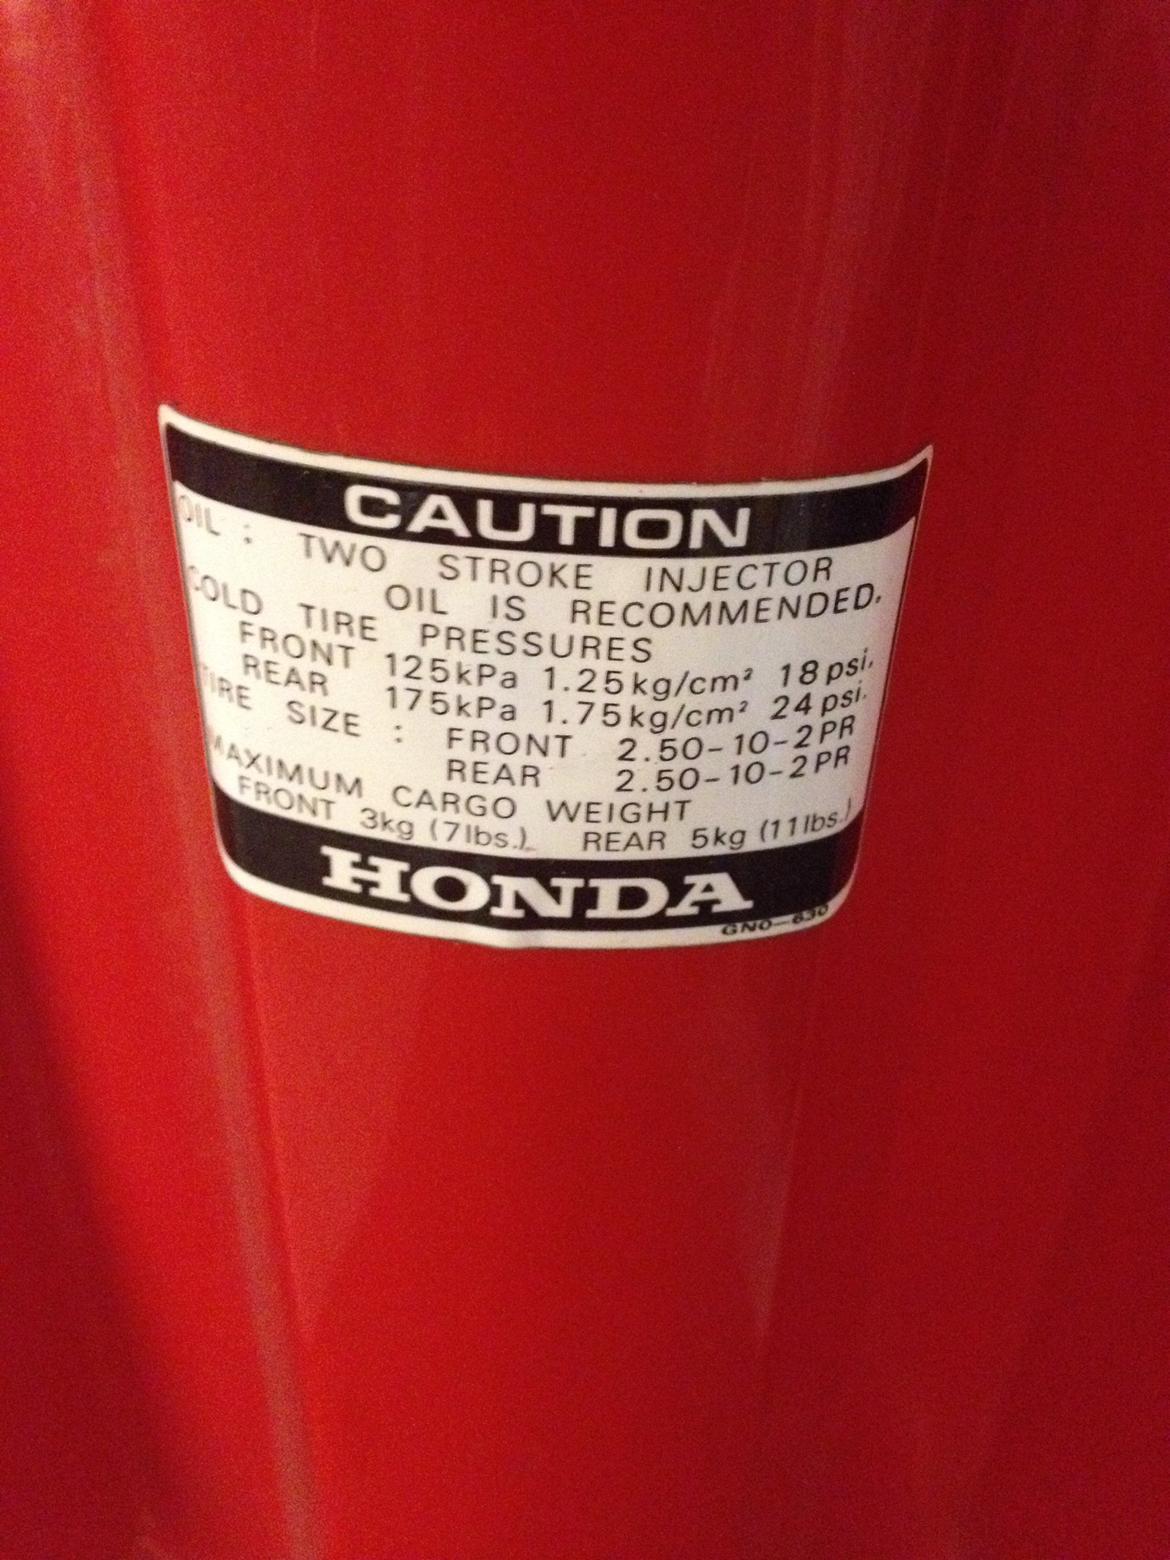 CAUTION
OIL : TWO STROKE INJECTOR
OIL IS RECOMMENDED.
COLD TIRE PRESSURES
FRONT 125kPa 1.25kg/cm² 18psi.
REAR 175kPa 1.75kg/cm² 24psi.
TIRE SIZE : FRONT 2.50-10-2PR
REAR 2.50-10-2PR
MAXIMUM CARGO WEIGHT
FRONT 3kg (7lbs.) REAR 5kg (11lbs.)
HONDA
GNO-630